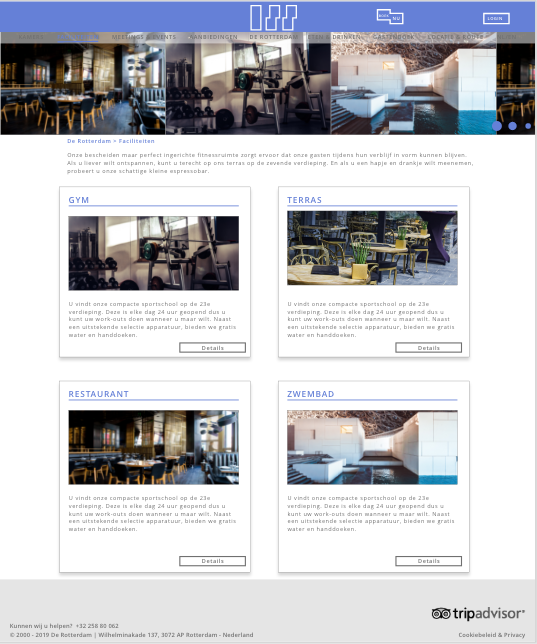 NU
LOGIN
MEETINGS & EVENTS AANBIEDINGEN DE ROTTERDAM ETEN & DRINKEN GASTENBOEK LOCATIE & ROUTE
De Rotterdam > Faciliteiten
Onze bescheiden maar perfect ingerichte fitnessruimte zorgt ervoor dat onze gasten tijdens hun verblijf in vorm kunnen blijven.
Als u liever wilt untspannen, kunt u terecht op ons terras op de zevende verdieping. En als u een hapje en drankje wilt meenemen,
probeert u onze schattige kleine espressobar.
GYM
U vindt onze compacte sportschool op de 23e
verdieping. Deze is elke dag 24 uur geopend dus u
kunt uw work-outs doen wanneer u maar wilt. Naast
een uitstekende selectie apparatuur, bieden we gratis
water en handdoeken.
Details
TERRAS
U vindt onze compacte sportschool op de 23e
verdieping. Deze is elke dag 24 uur geopend dus u
kunt uw work-outs doen wanneer u maar wilt. Naast
een uitstekende selectie apparatuur, bieden we gratis
water en handdoeken.
Details
RESTAURANT
U vindt onze compacte sportschool op de 23e
verdieping. Deze is elke dag 24 uur geopend dus u
kunt uw work-outs doen wanneer u maar wilt. Naast
een uitstekende selectie apparatuur, bieden we gratis
water en handdoeken.
Details
ZWEMBAD
U vindt onze compacte sportschool op de 23e
verdieping. Deze is elke dag 24 uur geopend dus u
kunt uw work-outs doen wanneer u maar wilt. Naast
een uitstekende selectie apparatuur, bieden we gratis
water en handdoeken.
Details
tripadvisor
Kunnen wij u helpen? +32 258 80 062
© 2000 - 2019 De Rotterdam | Wilhelminakade 137, 3072 AP Rotterdam - Nederland
Cookiebeleid & Privacy